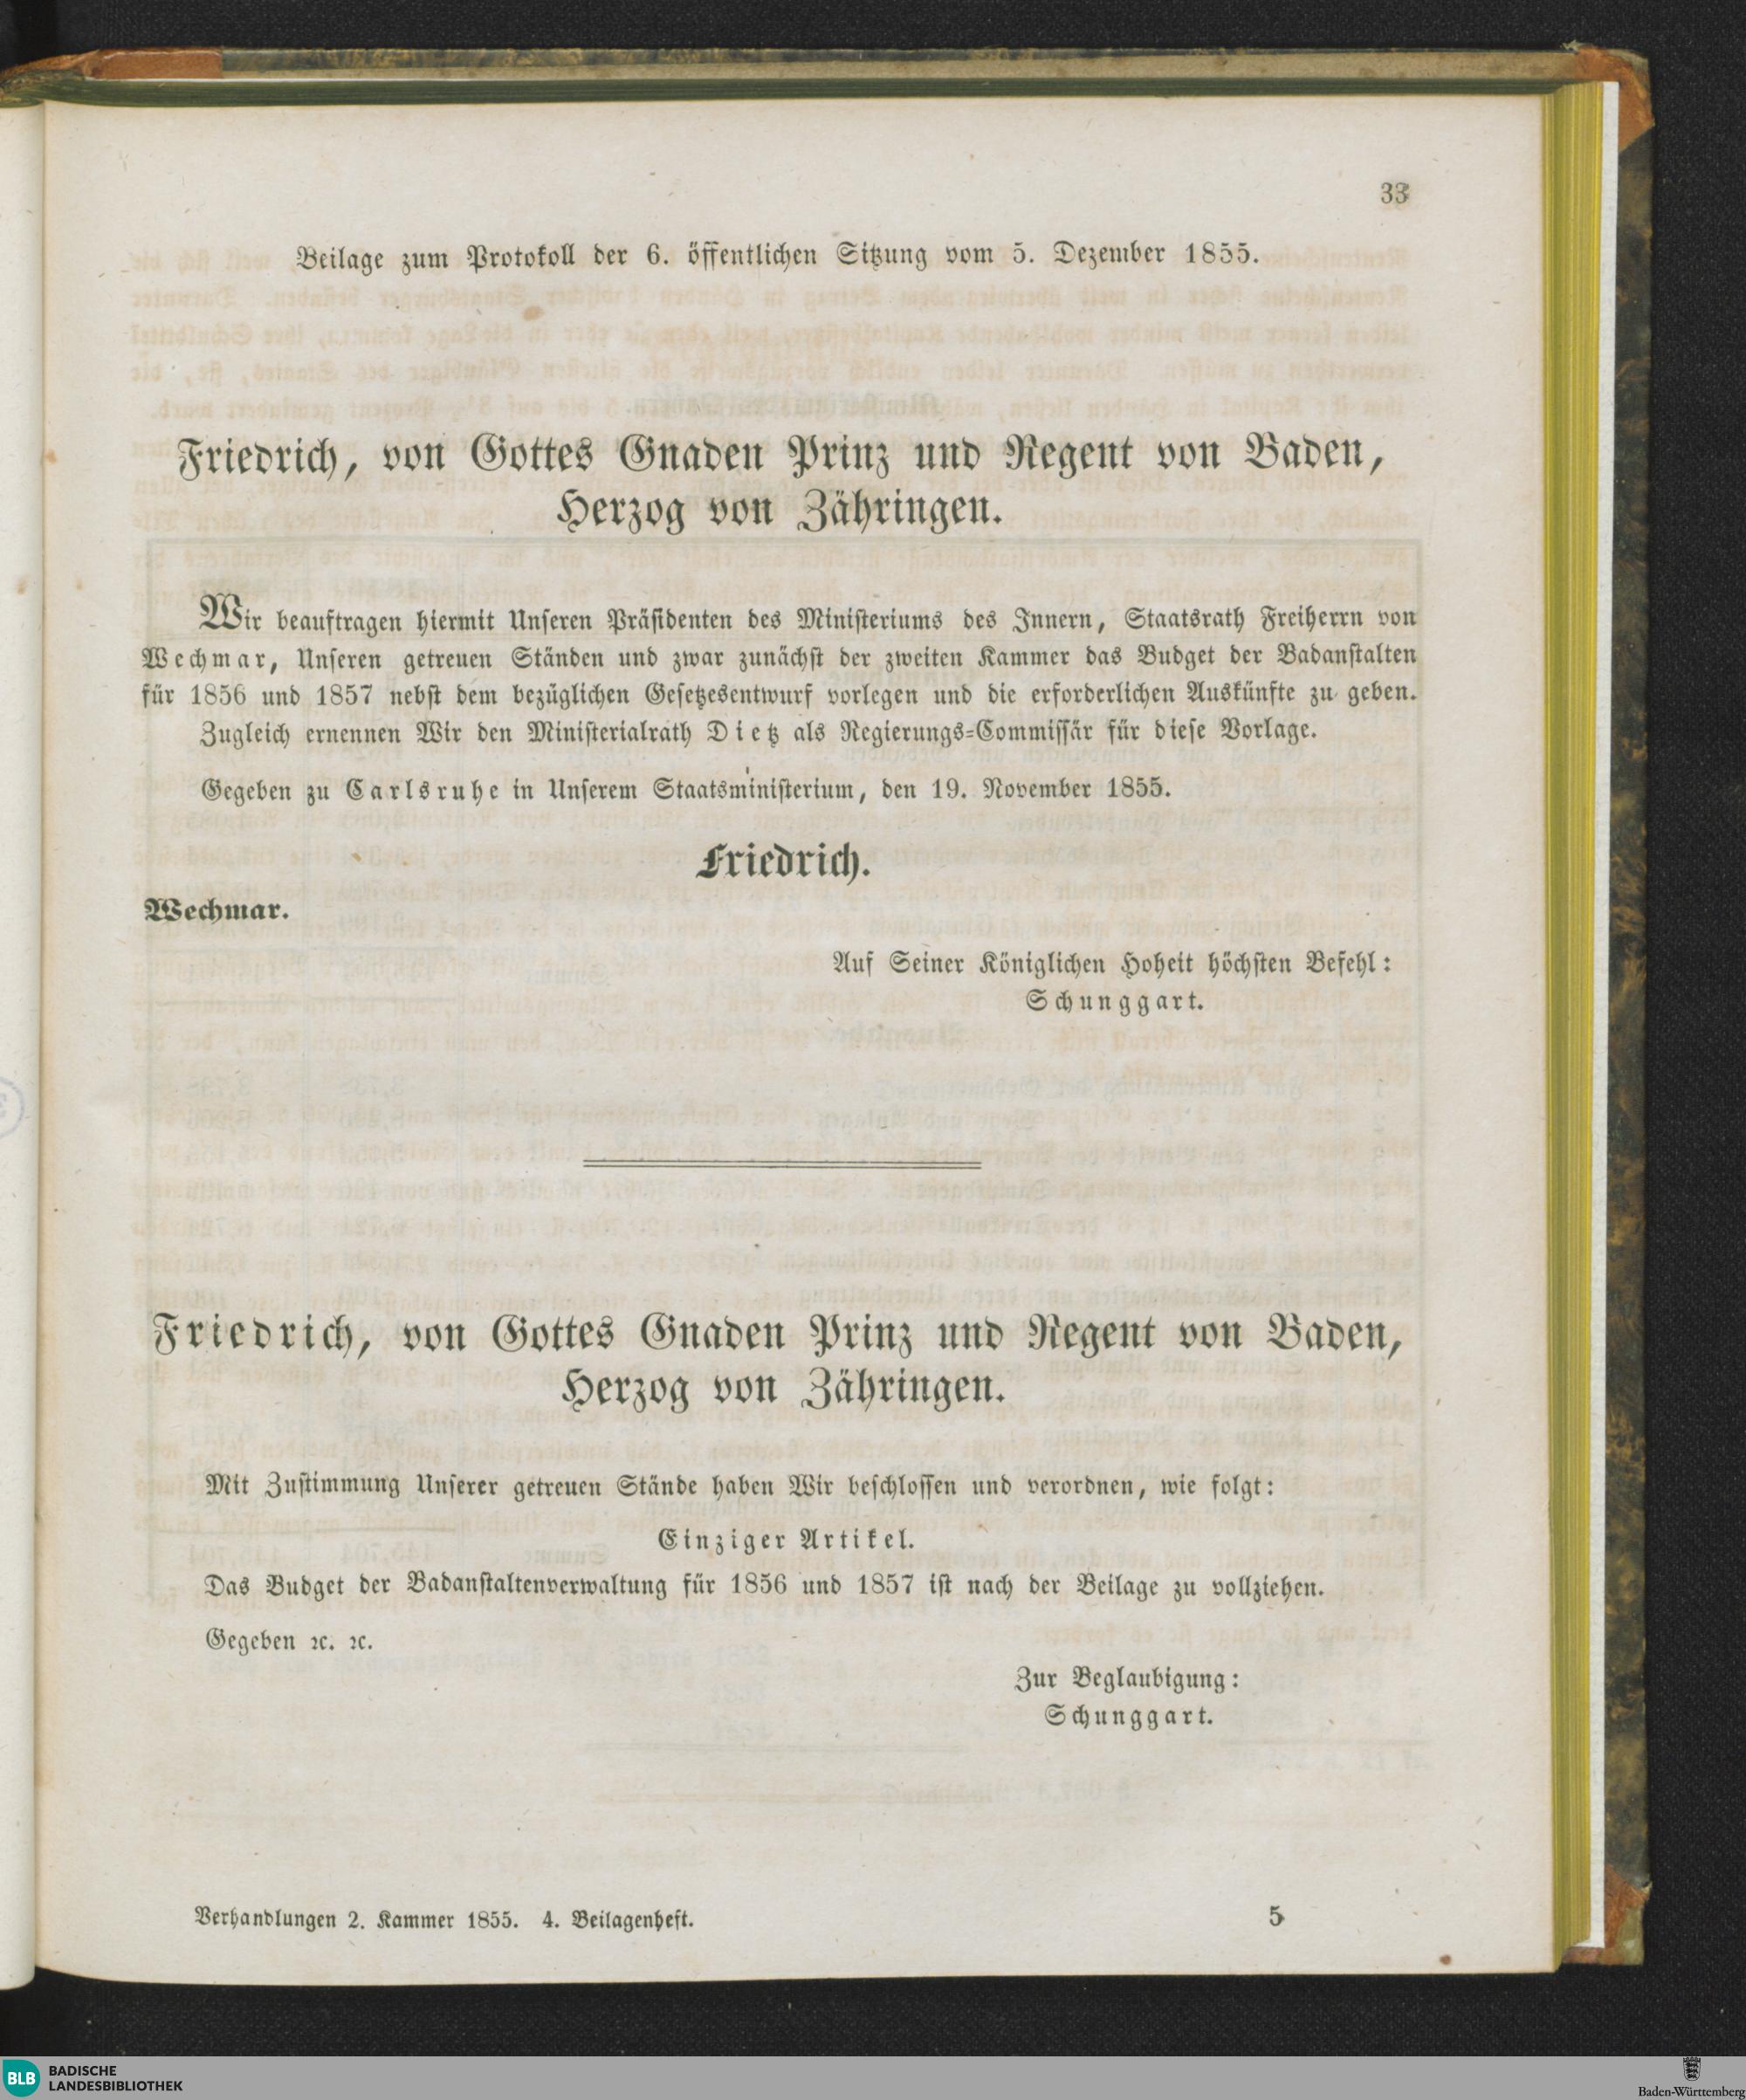 33
Beilage zum Protokoll der 6. öffentlichen Sitzung vom 5. Dezember 1855.
Friedrich, von Gottes Gnaden Prinz und Regent von Baden,
Herzog von Zähringen.
Wir beauftragen hiermit Unseren Präsidenten des Ministeriums des Innern, Staatsrath Freiherrn von
Wechmar, Unseren getreuen Ständen und zwar zunächst der zweiten Kammer das Budget der Badanstalten
für 1856 und 1857 nebst dem bezüglichen Gesetzesentwurf vorlegen und die erforderlichen Auskünfte zu geben.
Zugleich ernennen Wir den Ministerialrath Dietz als Regierungs-Commissär für diese Vorlage.
Gegeben zu Carlsruhe in Unserem Staatsministerium, den 19. November 1855.
Friedrich.
Wechmar.
Auf Seiner Königlichen Hoheit höchsten Befehl:
Schunggart.
Friedrich, von Gottes Gnaden Prinz und Regent von Baden,
Herzog von Zähringen.
Mit Zustimmung Unserer getreuen Stände haben Wir beschlossen und verordnen, wie folgt:
Einziger Artikel.
Das Budget der Badanstaltenverwaltung für 1856 und 1857 ist nach der Beilage zu vollziehen.
Gegeben ꝛc. ꝛc.
Zur Beglaubigung:
Schunggart.
Verhandlungen 2. Kammer 1855. 4. Beilagenheft.
5
BLB BADISCHE
LANDESBIBLIOTHEK
Baden-Württemberg